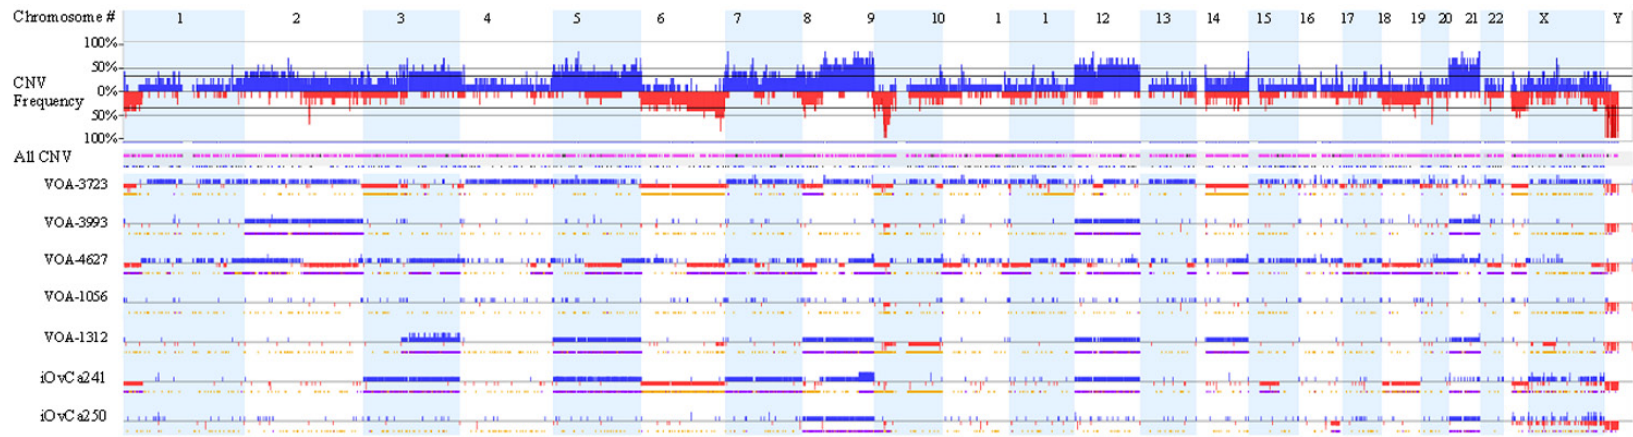 Chromosome # 1 2 3 4 5 6 7 8 9 10 1 1 12 13 14 15 16 17 18 19 20 21 22 X Y
100%
50%
CNV
Frequency
0%
50%
100%
All CNV
VOA-3723
VOA-3993
VOA-4627
VOA-1056
VOA-1312
iOvCa241
iOvCa250